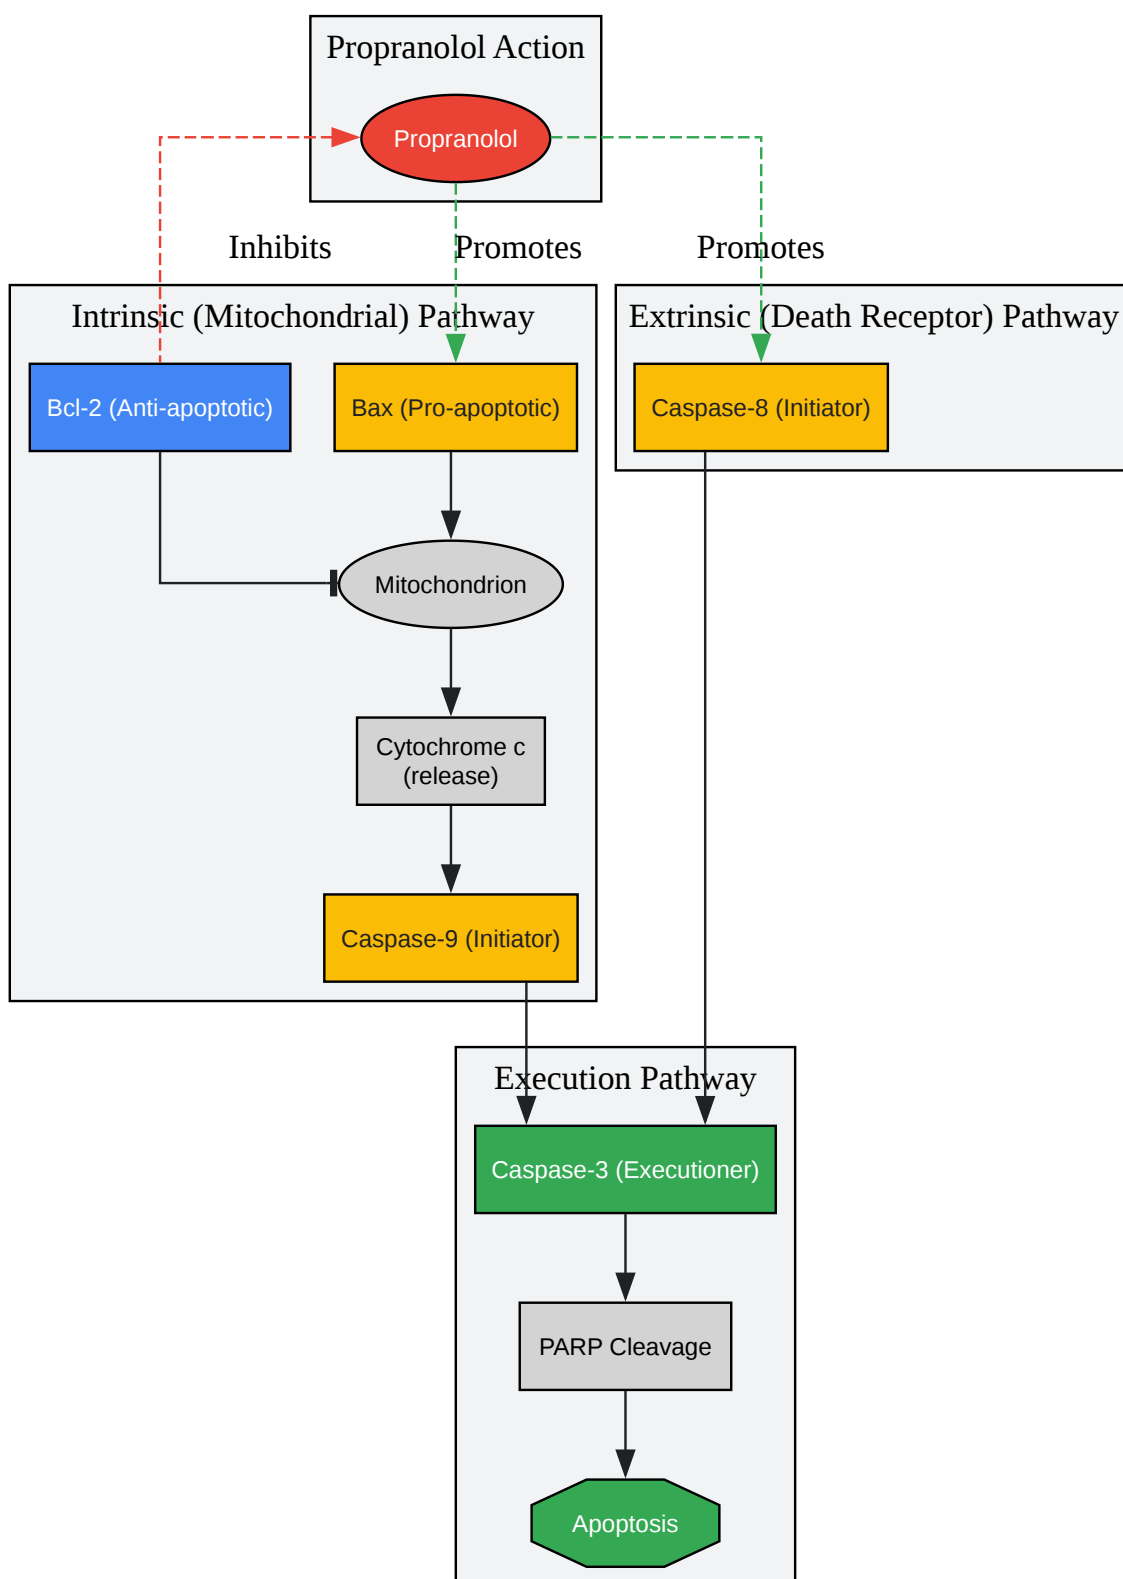 Propranolol Action
Propranolol
Inhibits
Promotes
Promotes
Intrinsic (Mitochondrial) Pathway
Extrinsic (Death Receptor) Pathway
Bcl-2 (Anti-apoptotic)
Bax (Pro-apoptotic)
Caspase-8 (Initiator)
Mitochondrion
Cytochrome c
(release)
Caspase-9 (Initiator)
Execution Pathway
Caspase-3 (Executioner)
PARP Cleavage
Apoptosis